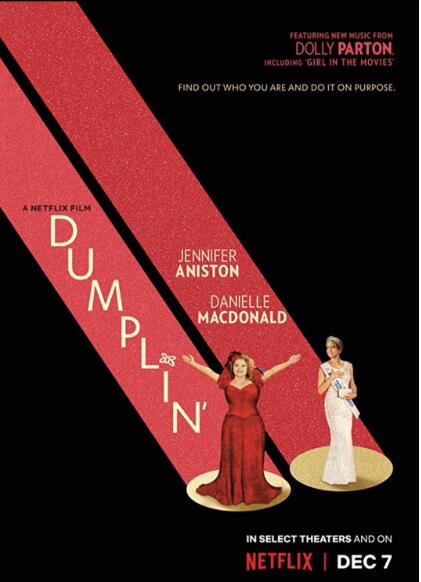 FEATURING NEW MUSIC FROM
DOLLY PARTON,
INCLUDING 'GIRL IN THE MOVIES'
FIND OUT WHO YOU ARE AND DO IT ON PURPOSE.
A NETFLIX FILM
DUMPLIN'
JENNIFER
ANISTON
DANIELLE
MACDONALD
IN SELECT THEATERS AND ON
NETFLIX | DEC 7